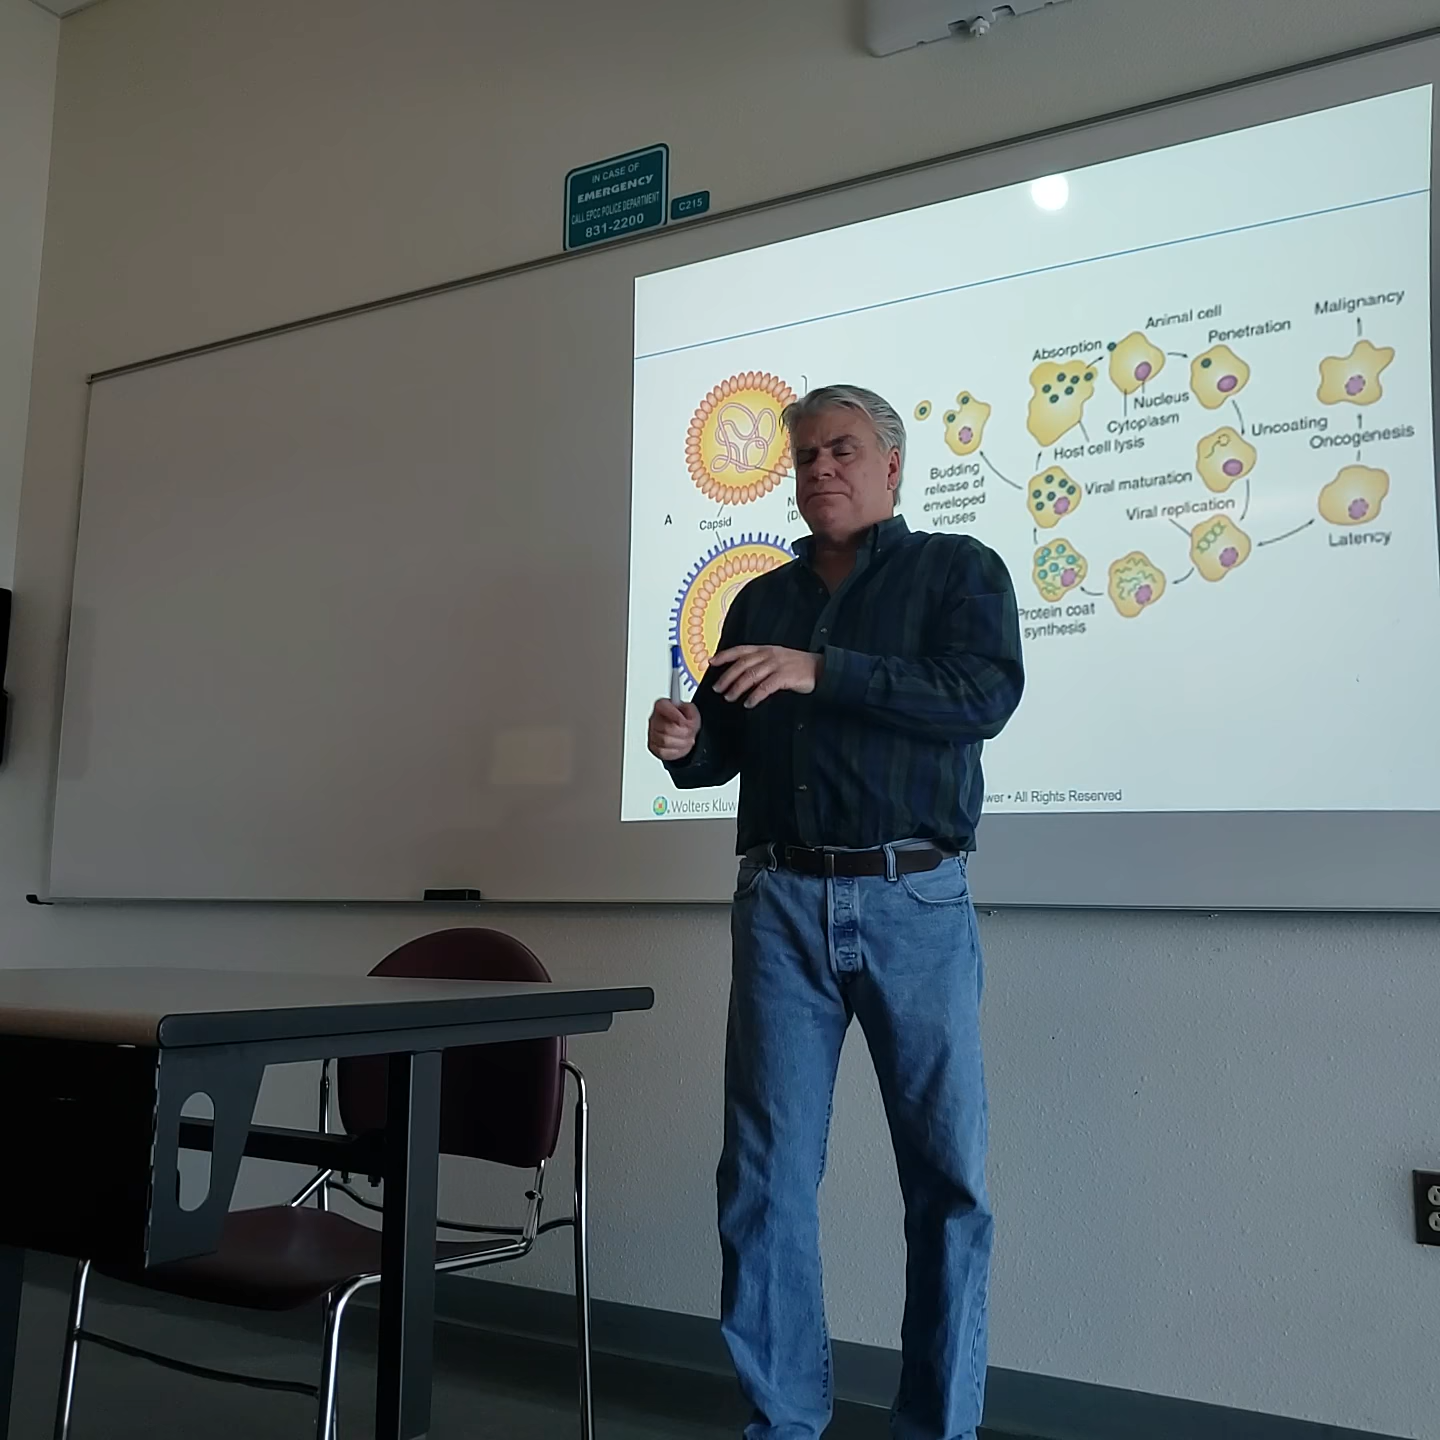 IN CASE OF
EMERGENCY
CALL EPCC POLICE DEPARTMENT
831-2200
C215
Malignancy
Animal cell
Absorption
Penetration
Nucleus
Cytoplasm
Host cell lysis
Uncoating
Oncogenesis
Budding
release of
enveloped
viruses
Viral maturation
Viral replication
Latency
A
Capsid
Protein coat
synthesis
Wolters
• All Rights Reserved